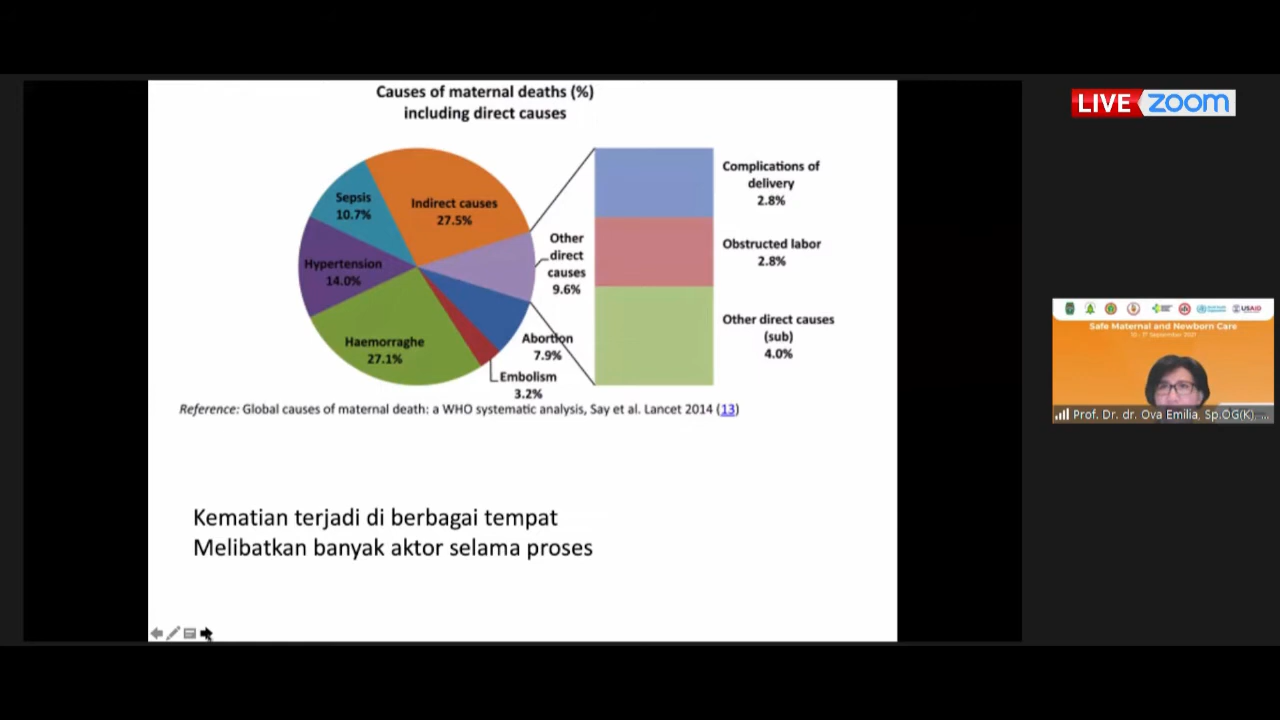 Causes of maternal deaths (%)
including direct causes
LIVE zoom
Sepsis
10.7%
Indirect causes
27.5%
Hypertension
14.0%
Haemorraghe
27.1%
Other
direct
causes
9.6%
Abortion
7.9%
Embolism
3.2%
Complications of
delivery
2.8%
Obstructed labor
2.8%
Other direct causes
(sub)
4.0%
Reference: Global causes of maternal death: a WHO systematic analysis, Say et al. Lancet 2014 (13)
Kematian terjadi di berbagai tempat
Melibatkan banyak aktor selama proses
USAID
Safe Maternal and Newborn Care
September 2021
Prof. Dr. dr. Ova Emilia, Sp.OG(K), ...